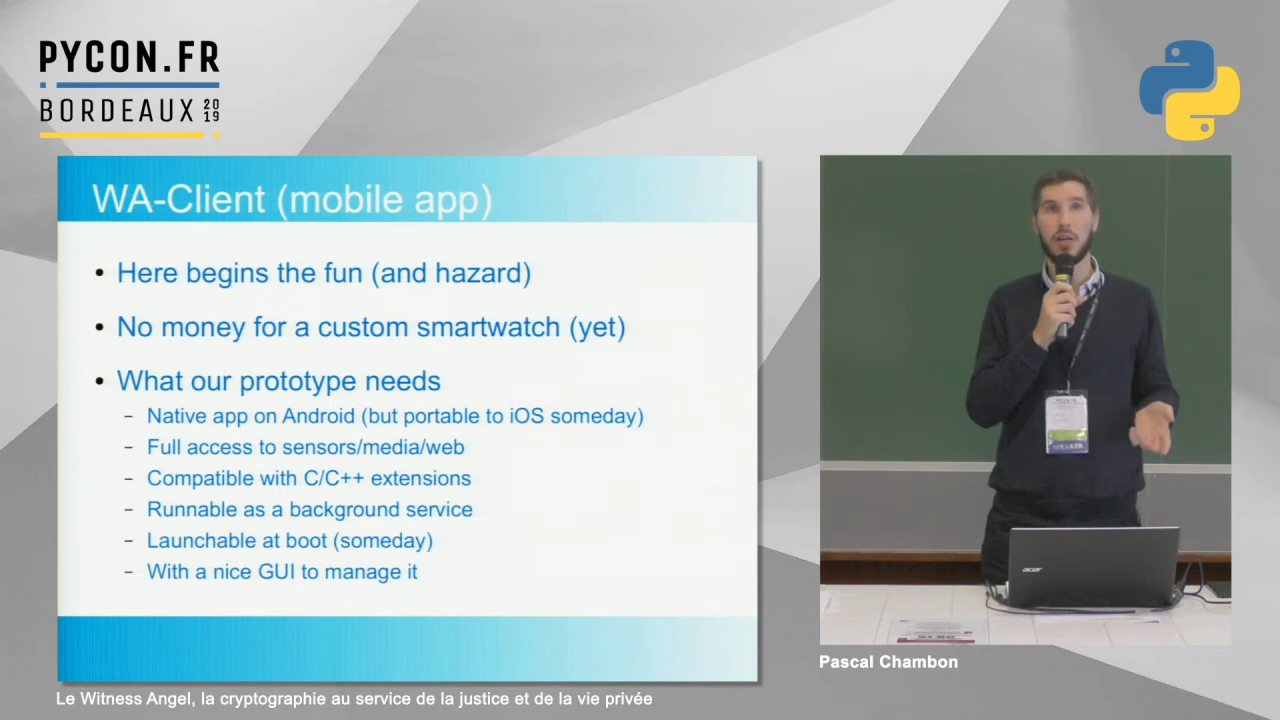 PYCON.FR
BORDEAUX 2019
WA-Client (mobile app)
• Here begins the fun (and hazard)
• No money for a custom smartwatch (yet)
• What our prototype needs
– Native app on Android (but portable to iOS someday)
– Full access to sensors/media/web
– Compatible with C/C++ extensions
– Runnable as a background service
– Launchable at boot (someday)
– With a nice GUI to manage it
SPEAKER
acer
Pascal Chambon
Le Witness Angel, la cryptographie au service de la justice et de la vie privée